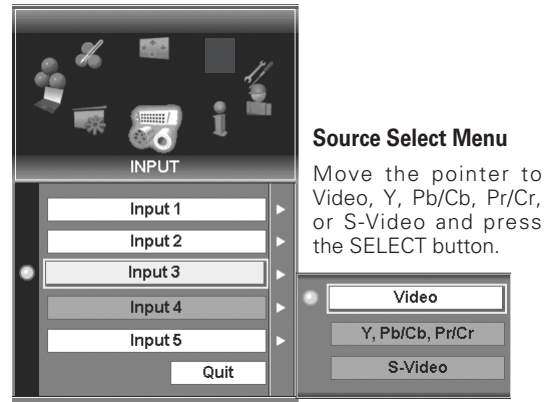 INPUT
Input 1
Input 2
Input 3
Input 4
Input 5
Quit
Source Select Menu
Move the pointer to
Video, Y, Pb/Cb, Pr/Cr,
or S-Video and press
the SELECT button.
Video
Y, Pb/Cb, Pr/Cr
S-Video